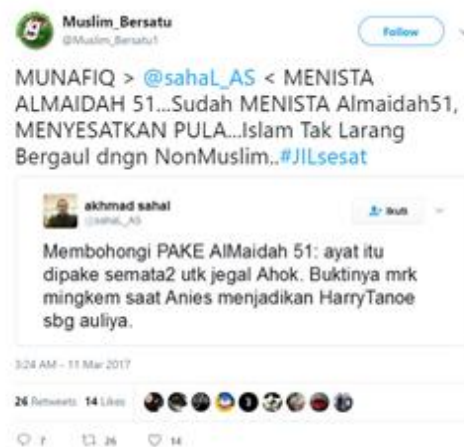 Muslim_Bersatu
@Muslim_Bersatu1
Follow
MUNAFIQ > @sahaL_AS < MENISTA
ALMAIDAH 51...Sudah MENISTA Almaidah51,
MENYESATKAN PULA...Islam Tak Larang
Bergaul dngn NonMuslim..#JILsesat
akhmad sahal
@sahaL_AS
Ikuti
Membohongi PAKE AlMaidah 51: ayat itu
dipake semata2 utk jegal Ahok. Buktinya mrk
mingkem saat Anies menjadikan HarryTanoe
sbg auliya.
3:24 AM - 11 Mar 2017
26 Retweets 14 Likes
7 26 14